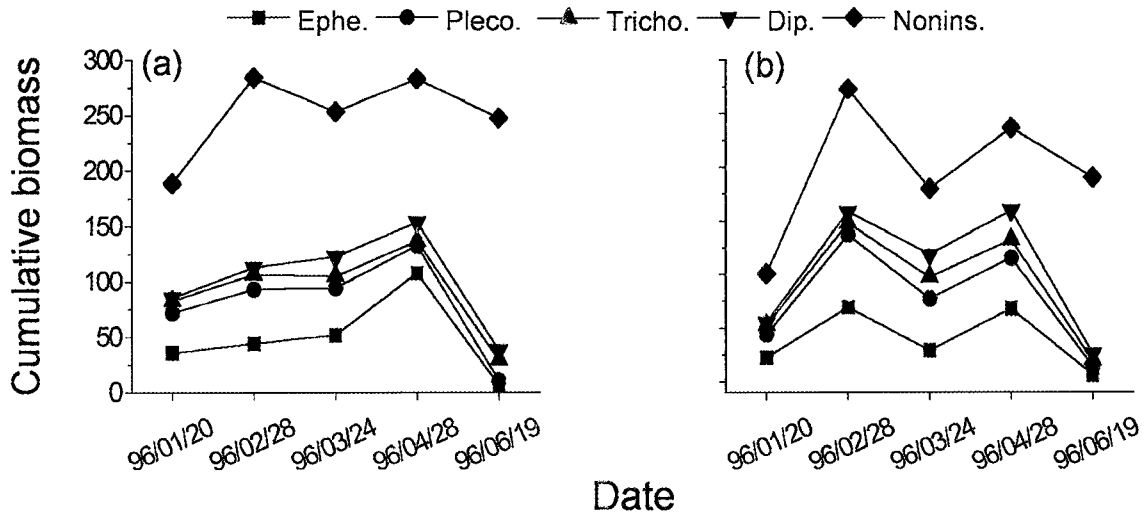 Ephe. Pleco. Tricho. Dip. Nonins.
(a) (b)
Cumulative biomass
300
250
200
150
100
50
0
96/01/20 96/02/28 96/03/24 96/04/28 96/06/19 96/01/20 96/02/28 96/03/24 96/04/28 96/06/19
Date